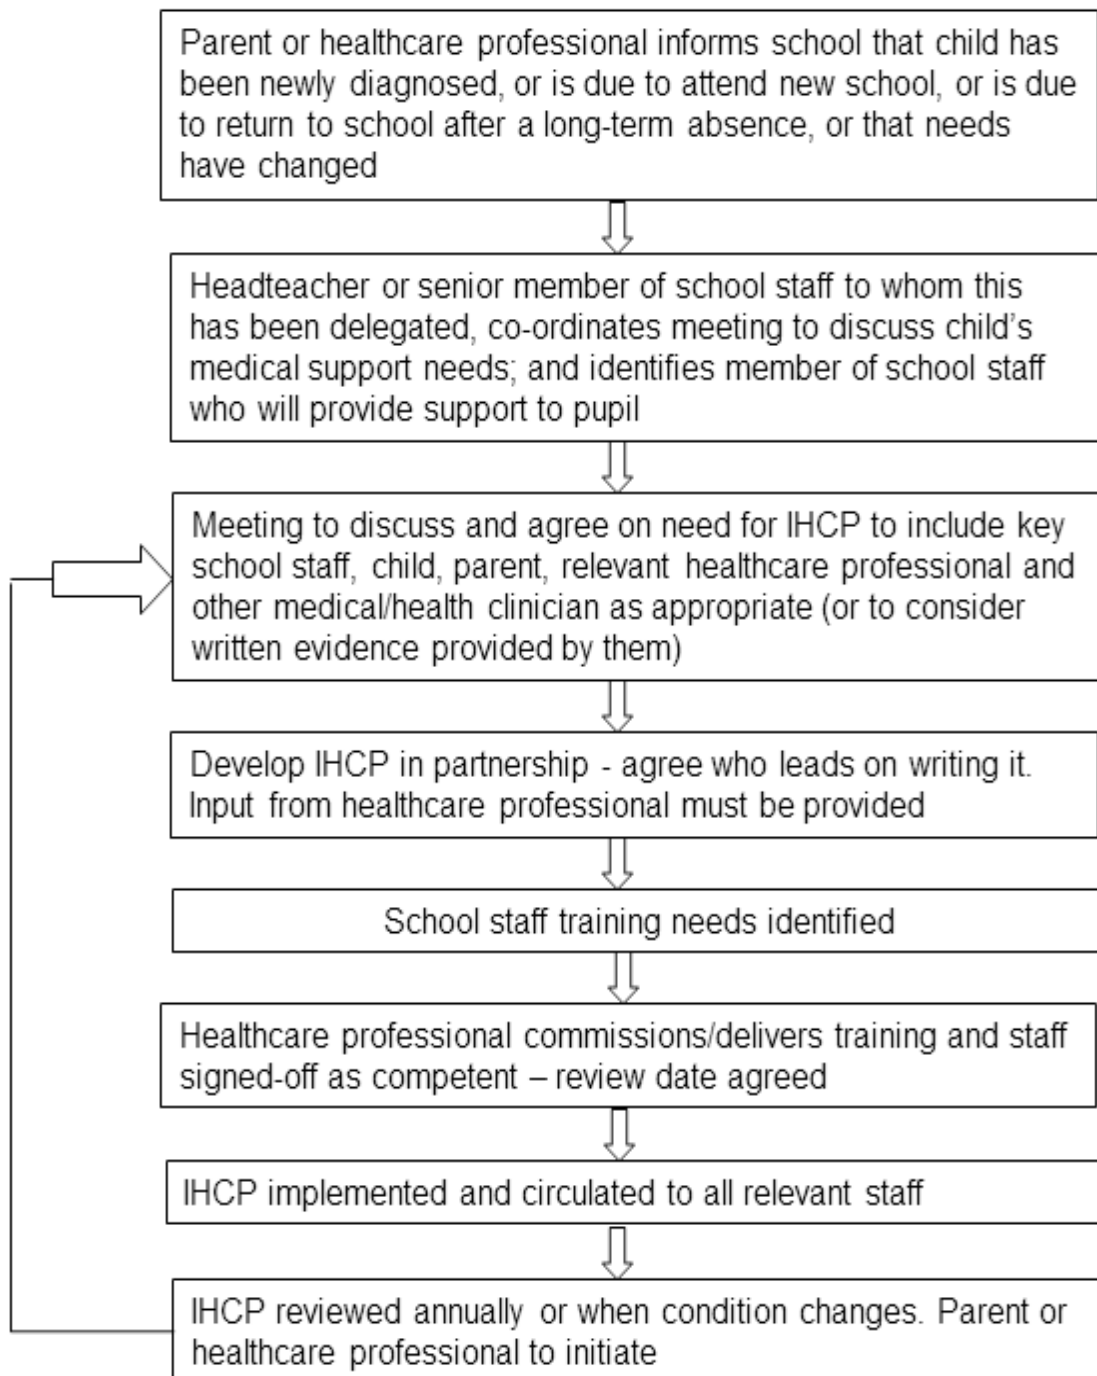 Parent or healthcare professional informs school that child has
been newly diagnosed, or is due to attend new school, or is due
to return to school after a long-term absence, or that needs
have changed
Headteacher or senior member of school staff to whom this
has been delegated, co-ordinates meeting to discuss child’s
medical support needs; and identifies member of school staff
who will provide support to pupil
Meeting to discuss and agree on need for IHCP to include key
school staff, child, parent, relevant healthcare professional and
other medical/health clinician as appropriate (or to consider
written evidence provided by them)
Develop IHCP in partnership - agree who leads on writing it.
Input from healthcare professional must be provided
School staff training needs identified
Healthcare professional commissions/delivers training and staff
signed-off as competent – review date agreed
IHCP implemented and circulated to all relevant staff
IHCP reviewed annually or when condition changes. Parent or
healthcare professional to initiate